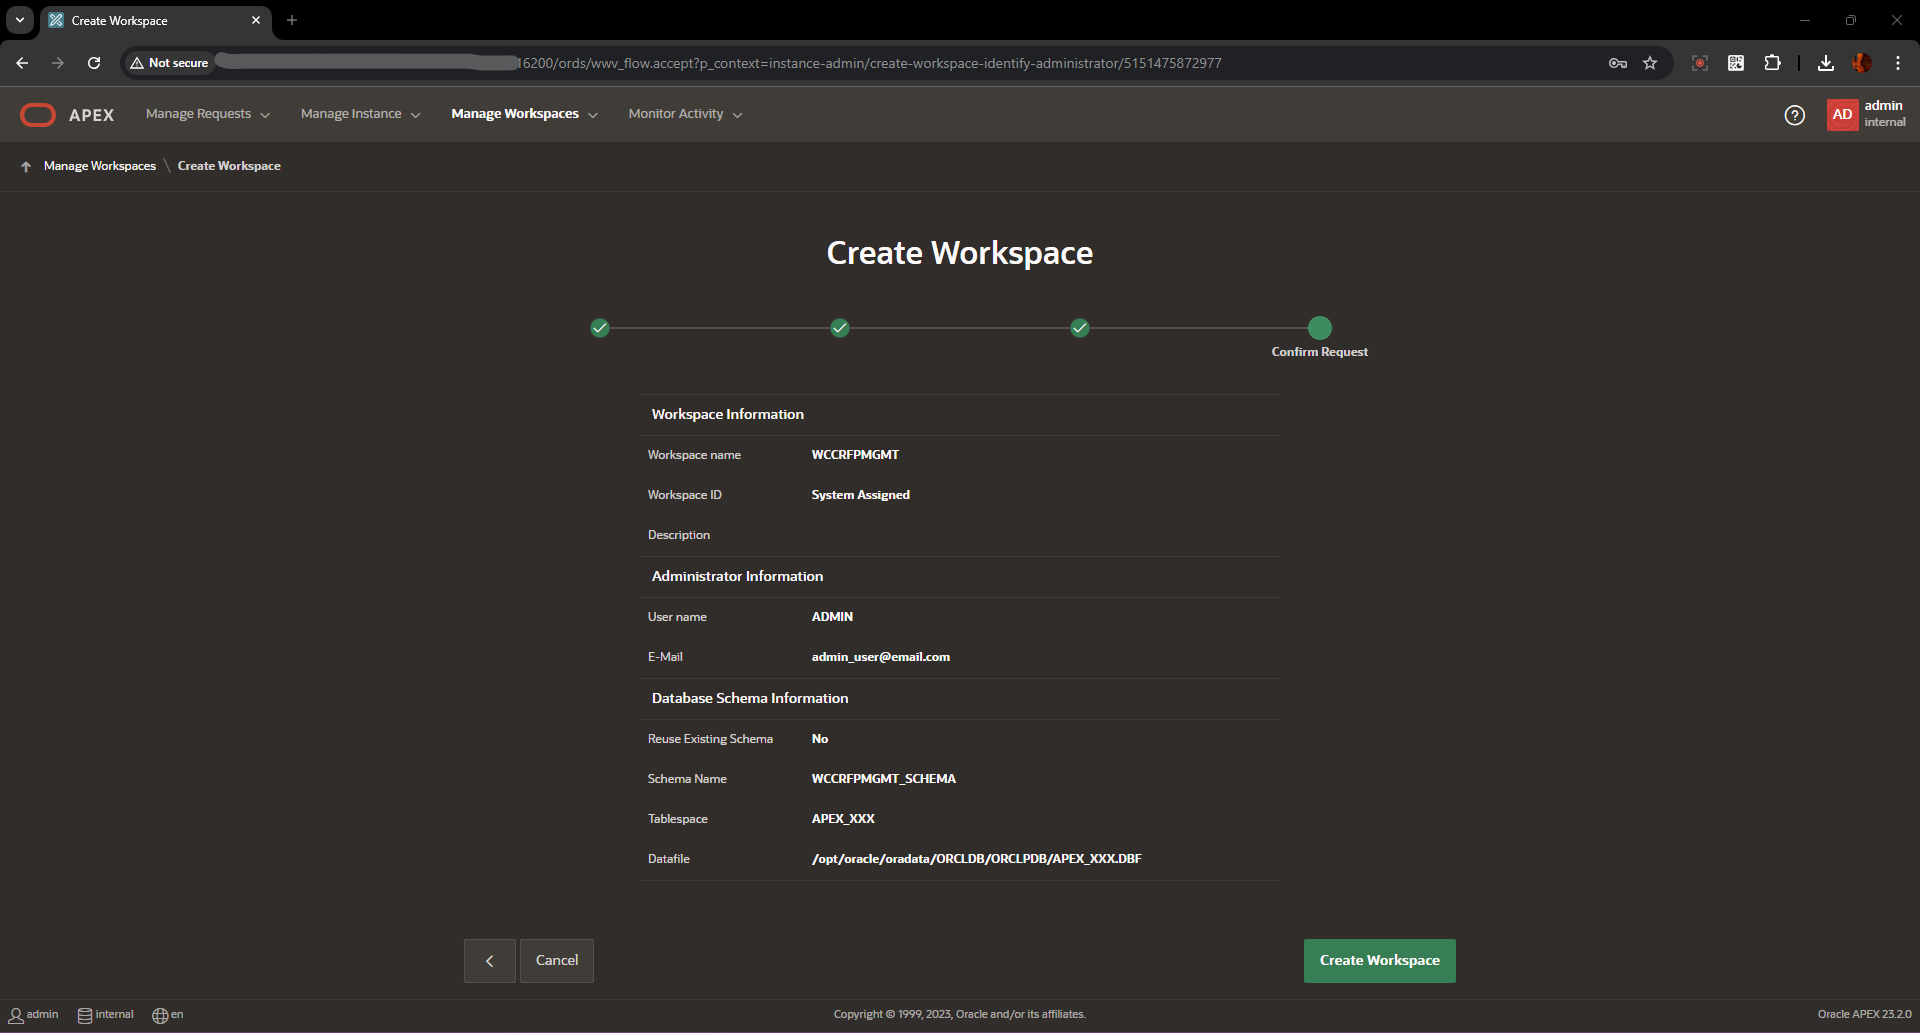 Create Workspace
Not secure 16200/ords/wwv_flow.accept?p_context=instance-admin/create-workspace-identify-administrator/5151475872977
APEX Manage Requests Manage Instance Manage Workspaces Monitor Activity ? AD admin
internal
Manage Workspaces \ Create Workspace
Create Workspace
Confirm Request
Workspace Information
Workspace name WCCRFPMGMT
Workspace ID System Assigned
Description
Administrator Information
User name ADMIN
E-Mail admin_user@email.com
Database Schema Information
Reuse Existing Schema No
Schema Name WCCRFPMGMT_SCHEMA
Tablespace APEX_XXX
Datafile /opt/oracle/oradata/ORCLDB/ORCLPDB/APEX_XXX.DBF
Cancel Create Workspace
admin internal en Copyright © 1999, 2023, Oracle and/or its affiliates. Oracle APEX 23.2.0